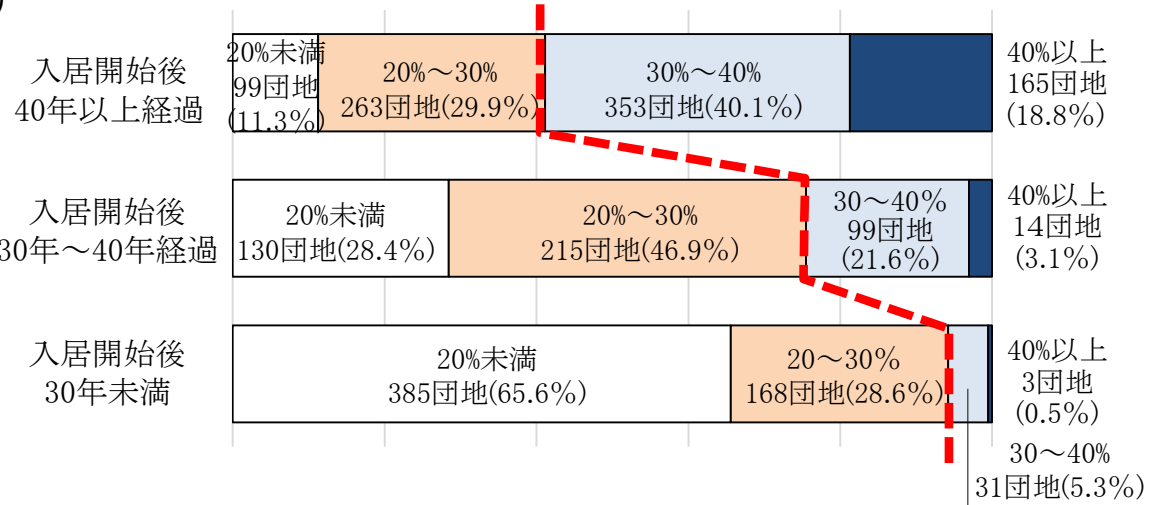 )
入居開始後
40年以上経過
20%未満
99団地
(11.3%)
20%～30%
263団地(29.9%)
30%～40%
353団地(40.1%)
40%以上
165団地
(18.8%)
入居開始後
30年～40年経過
20%未満
130団地(28.4%)
20%～30%
215団地(46.9%)
30～40%
99団地
(21.6%)
40%以上
14団地
(3.1%)
入居開始後
30年未満
20%未満
385団地(65.6%)
20～30%
168団地(28.6%)
40%以上
3団地
(0.5%)
30～40%
31団地(5.3%)